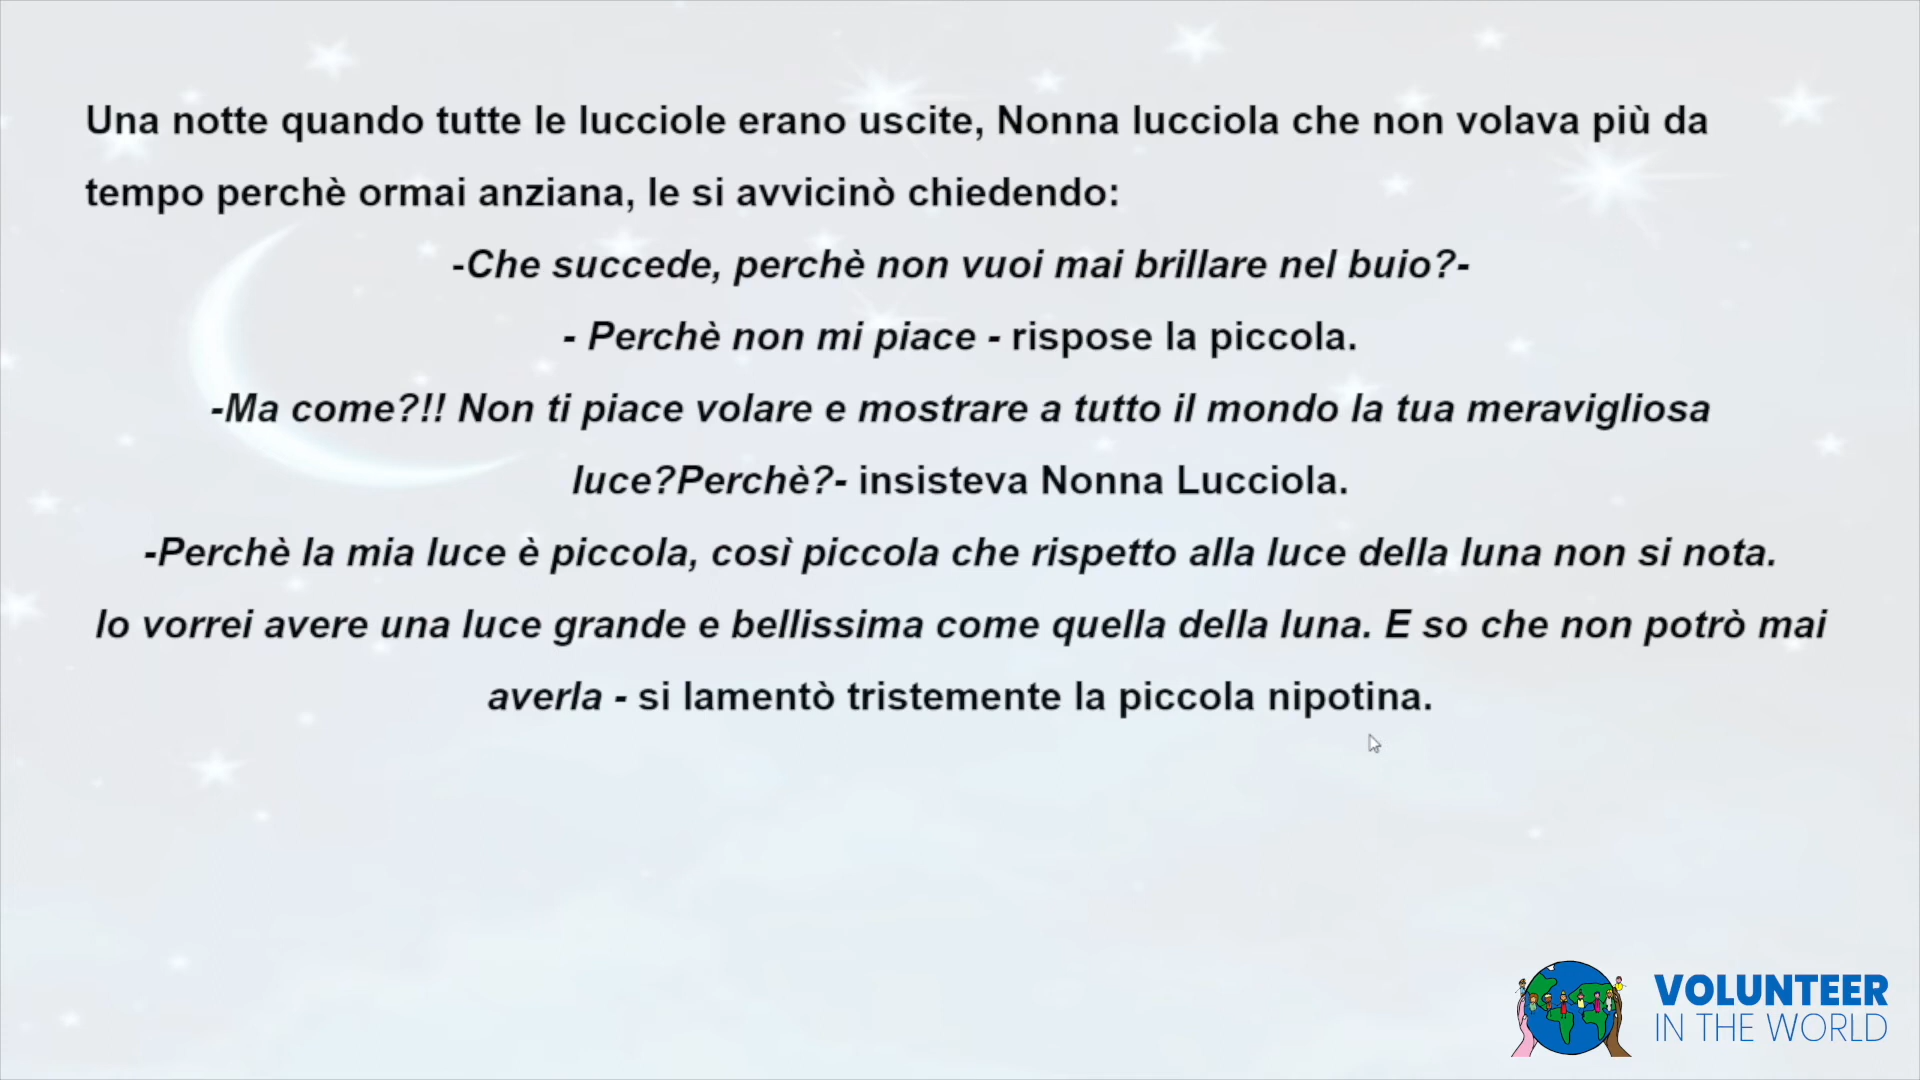 Una notte quando tutte le lucciole erano uscite, Nonna lucciola che non volava più da
tempo perchè ormai anziana, le si avvicinò chiedendo:
-Che succede, perchè non vuoi mai brillare nel buio?-
- Perchè non mi piace - rispose la piccola.
-Ma come?!! Non ti piace volare e mostrare a tutto il mondo la tua meravigliosa
luce?Perchè?- insisteva Nonna Lucciola.
-Perchè la mia luce è piccola, così piccola che rispetto alla luce della luna non si nota.
Io vorrei avere una luce grande e bellissima come quella della luna. E so che non potrò mai
averla - si lamentò tristemente la piccola nipotina.
VOLUNTEER
IN THE WORLD